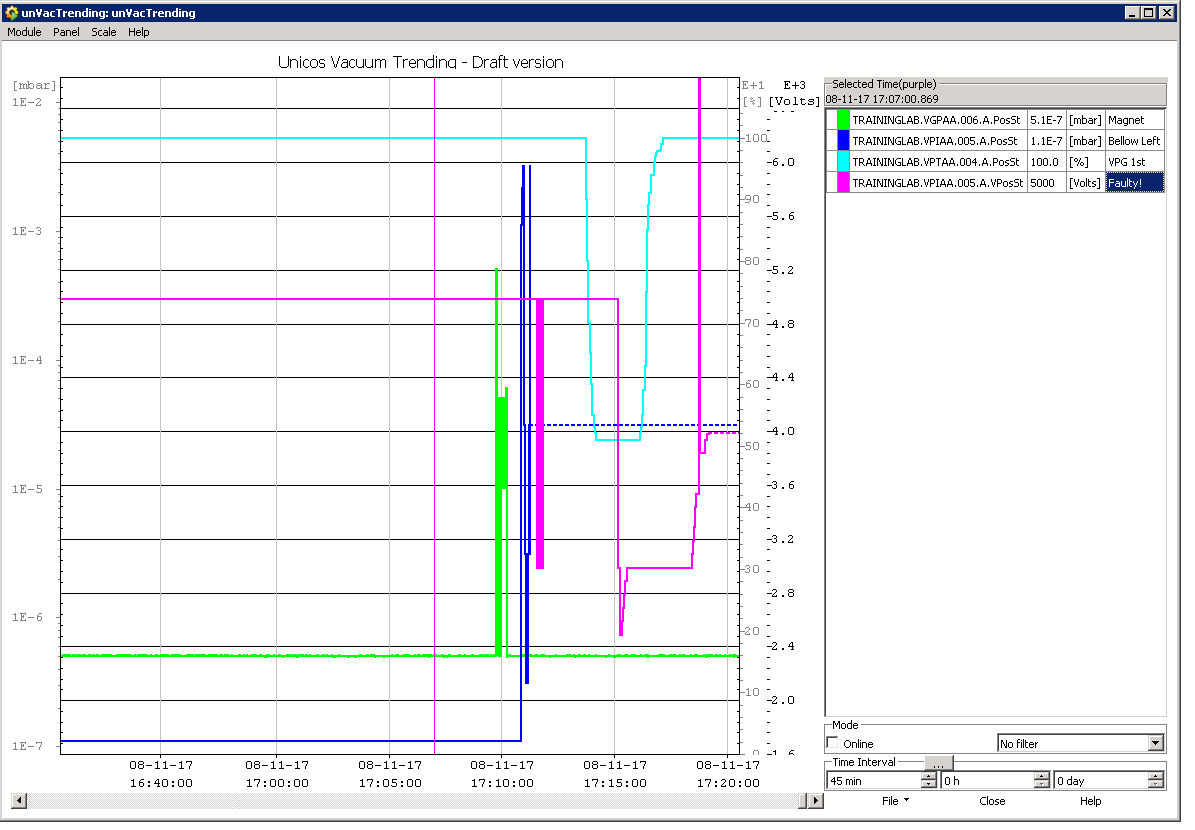 unVacTrending: unVacTrending
Module Panel Scale Help
Unicos Vacuum Trending - Draft version
[mbar]
1E-2
1E-3
1E-4
1E-5
1E-6
1E-7
E+1
[%]
100
90
80
70
60
50
40
30
20
10
0
E+3
[Volts]
6.0
5.6
5.2
4.8
4.4
4.0
3.6
3.2
2.8
2.4
2.0
1.6
08-11-17 08-11-17 08-11-17 08-11-17 08-11-17 08-11-17
16:40:00 17:00:00 17:05:00 17:10:00 17:15:00 17:20:00
Selected Time(purple)
08-11-17 17:07:00.869
TRAININGLAB.VGPAA.006.A.PosSt 5.1E-7 [mbar] Magnet
TRAININGLAB.VPIAA.005.A.PosSt 1.1E-7 [mbar] Bellow Left
TRAININGLAB.VPTAA.004.A.PosSt 100.0 [%] VPG 1st
TRAININGLAB.VPIAA.005.A.VPosSt 5000 [Volts] Faulty!
Mode
Online No filter
Time Interval ...
45 min 0 h 0 day
File Close Help